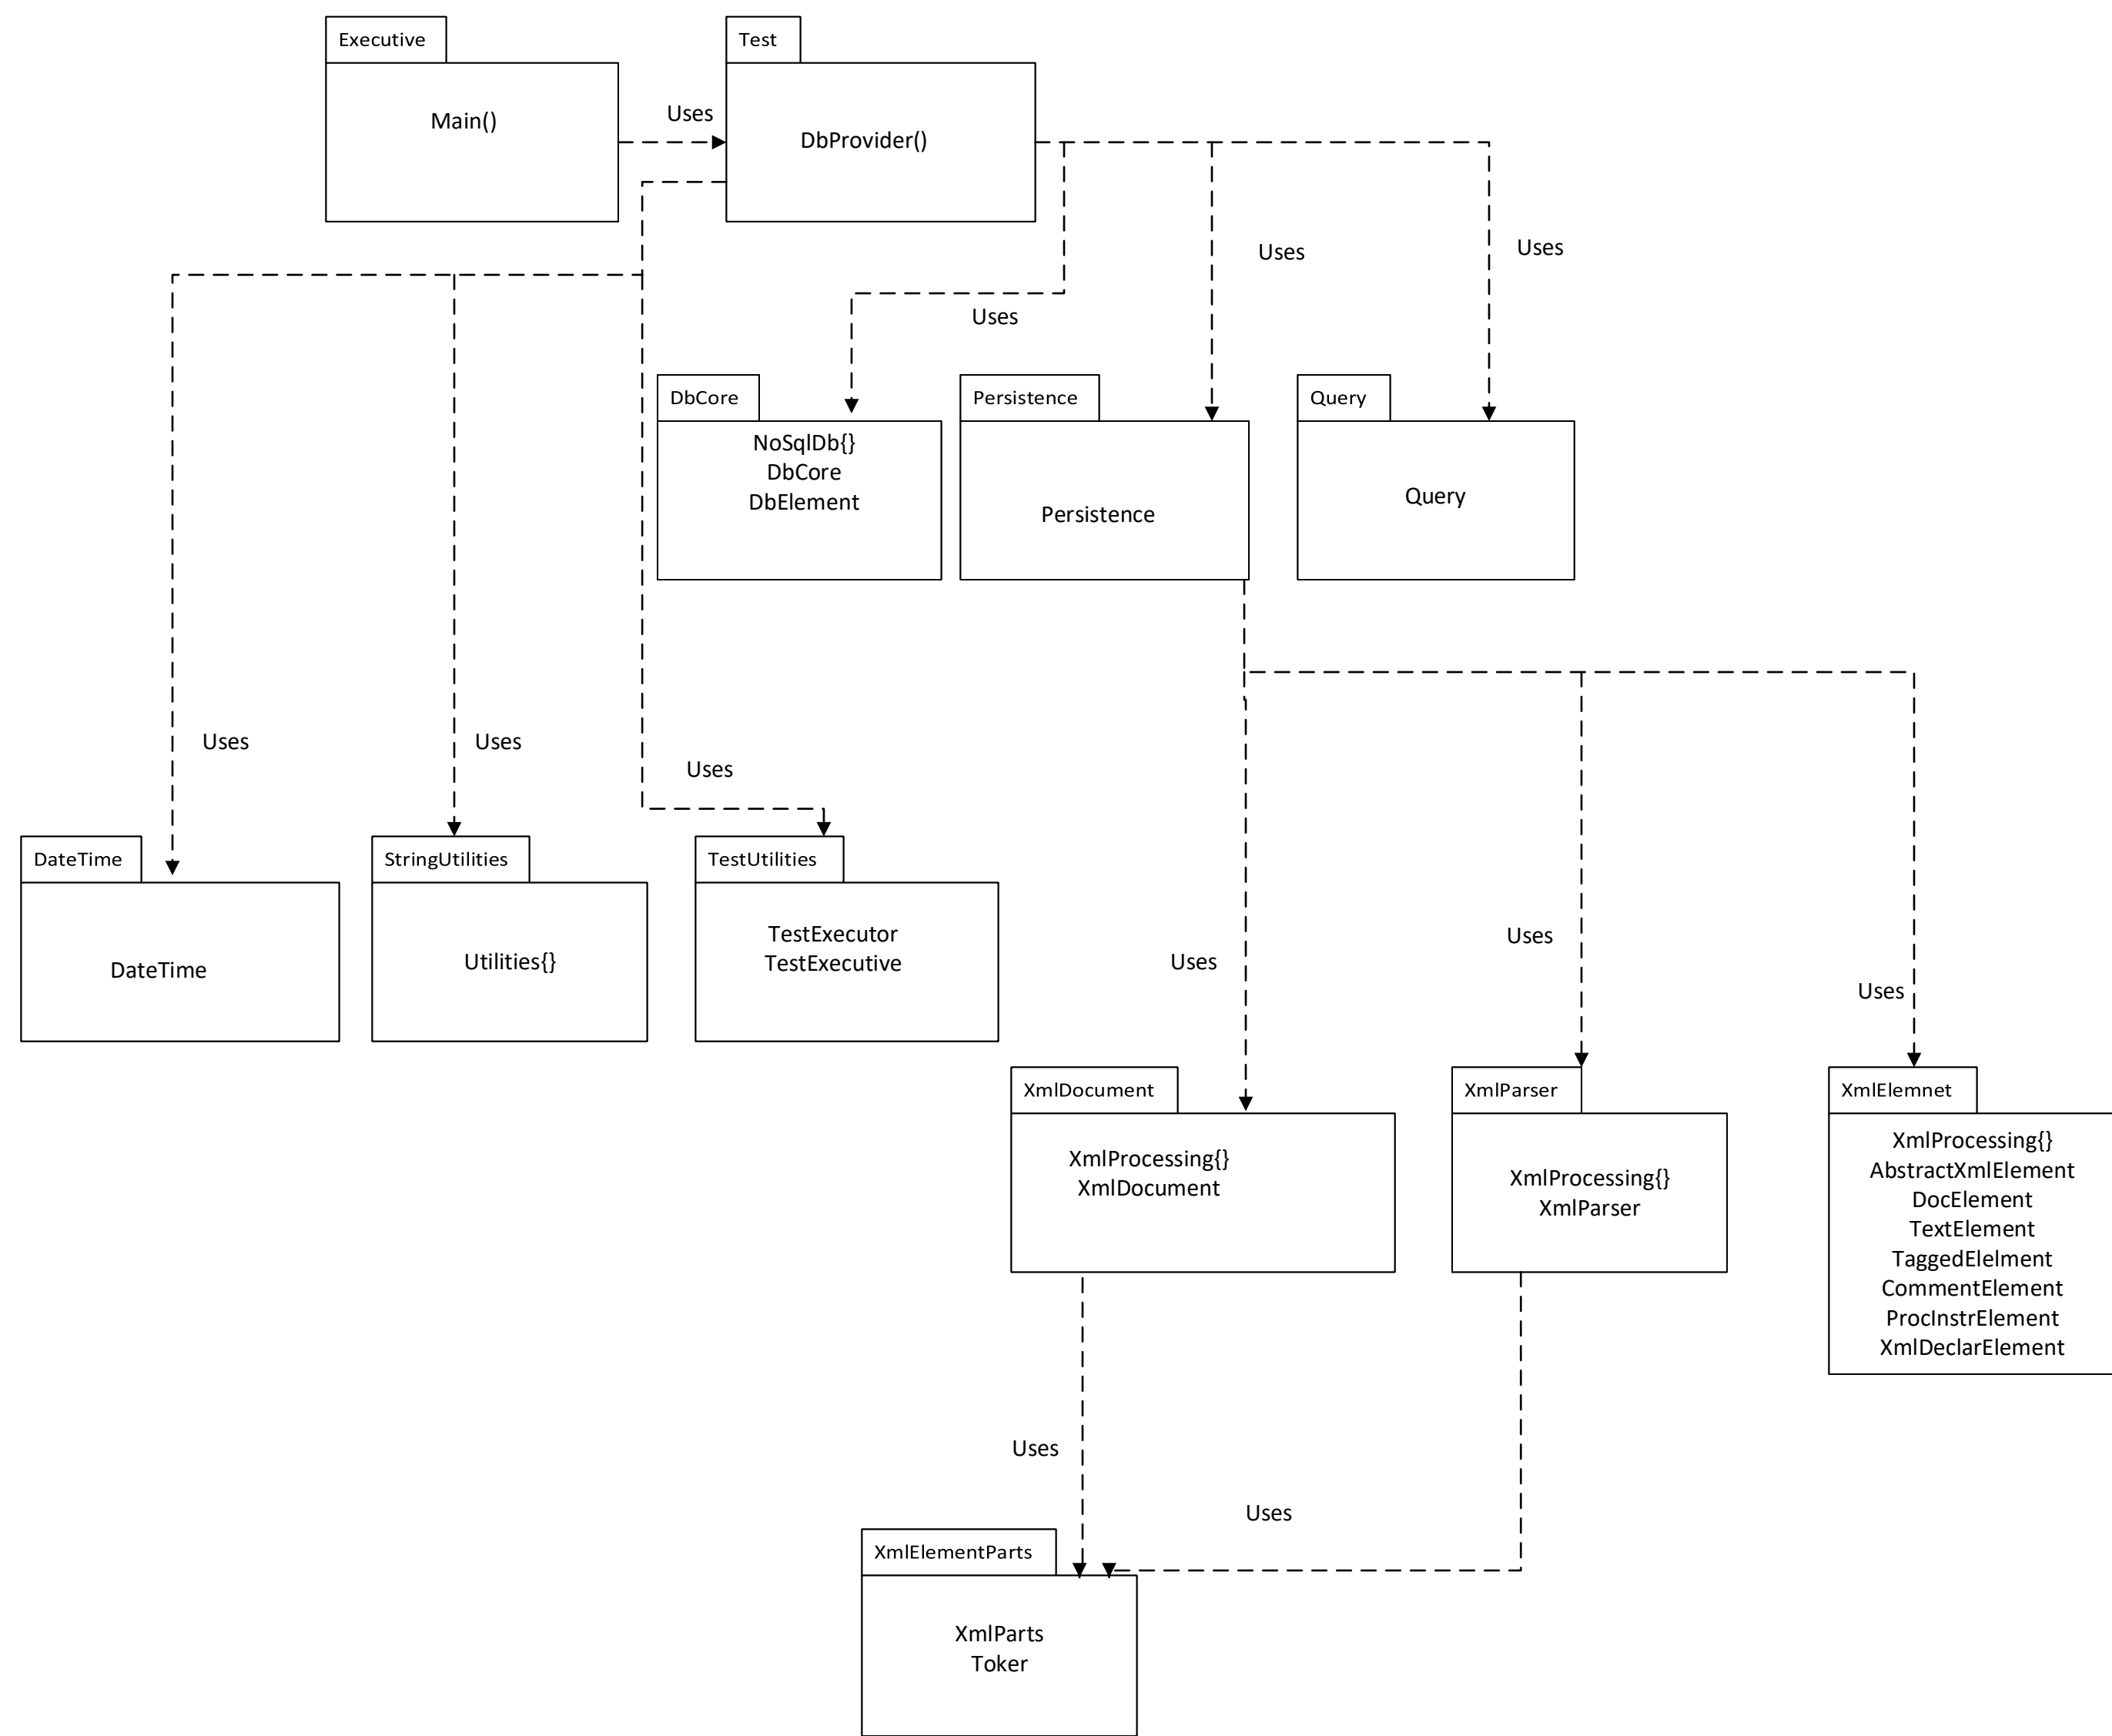 Executive
Main()
Uses
Test
DbProvider()
Uses
Uses
Uses
DbCore
NoSqlDb{}
DbCore
DbElement
Persistence
Persistence
Query
Query
Uses
Uses
Uses
DateTime
DateTime
StringUtilities
Utilities{}
TestUtilities
TestExecutor
TestExecutive
Uses
Uses
Uses
XmlDocument
XmlProcessing{}
XmlDocument
XmlParser
XmlProcessing{}
XmlParser
XmlElemnet
XmlProcessing{}
AbstractXmlElement
DocElement
TextElement
TaggedElelment
CommentElement
ProcInstrElement
XmlDeclarElement
Uses
Uses
XmlElementParts
XmlParts
Toker